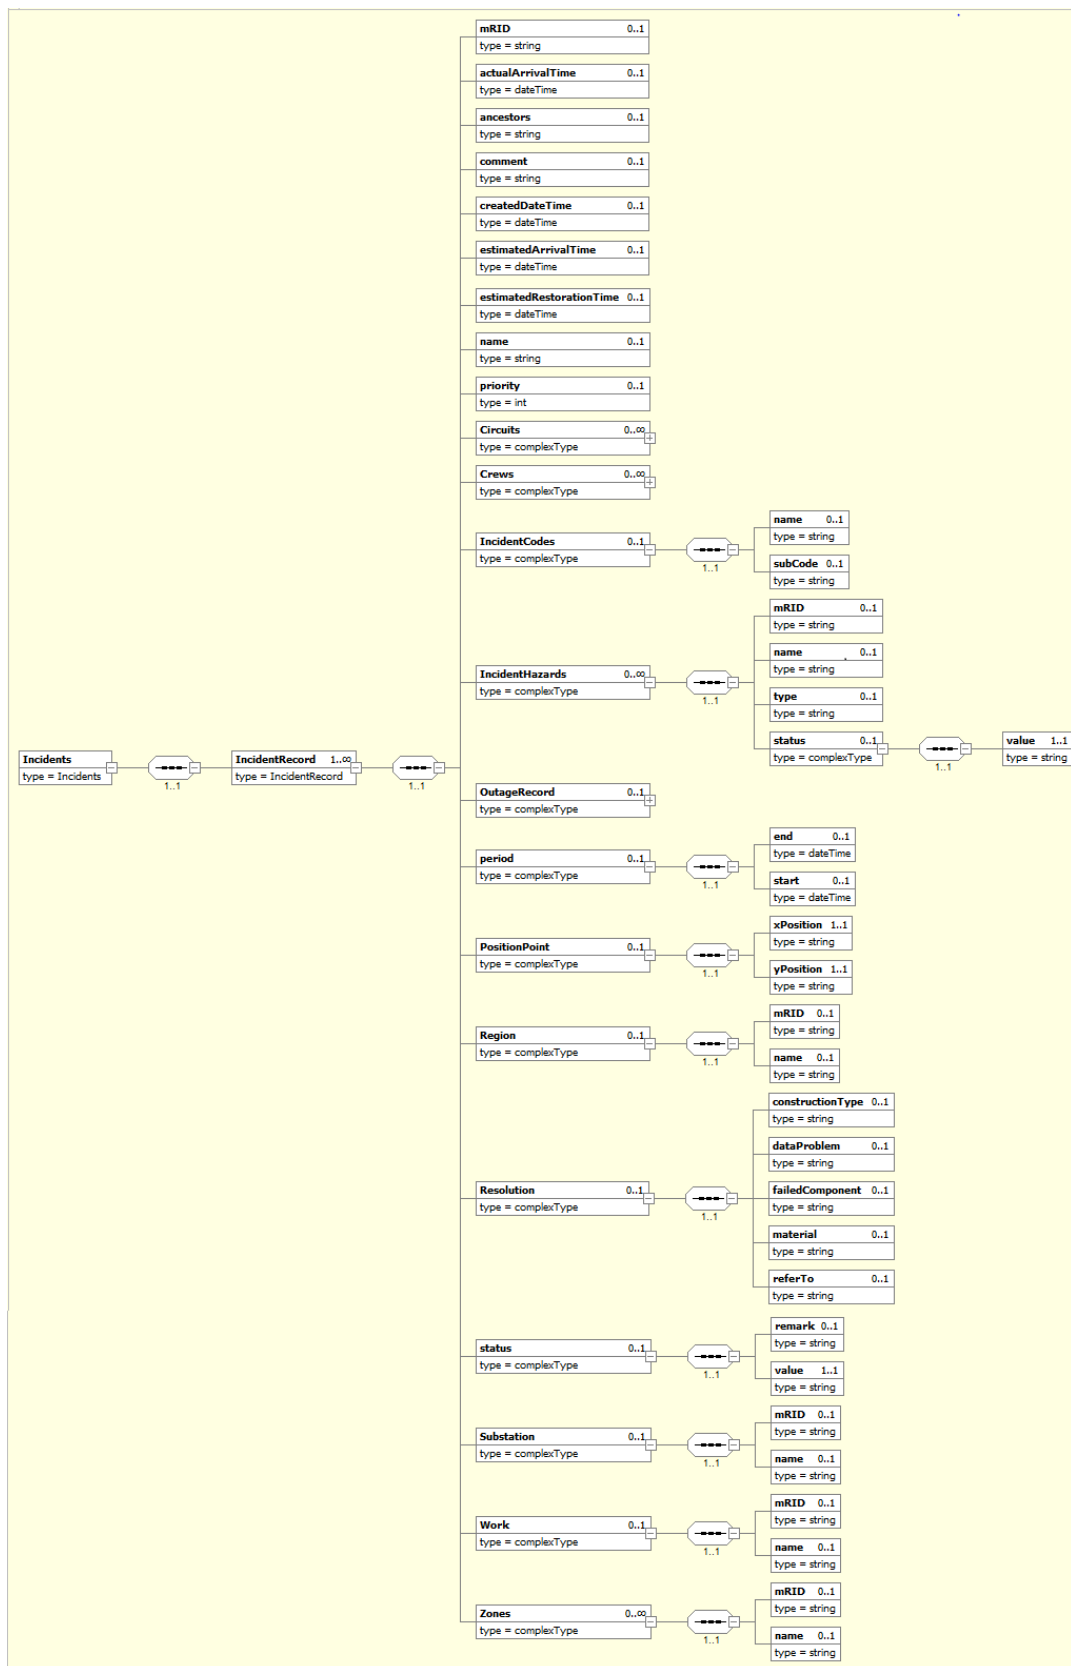 mRID 0..1
type = string
actualArrivalTime 0..1
type = dateTime
ancestors 0..1
type = string
comment 0..1
type = string
createdDateTime 0..1
type = dateTime
estimatedArrivalTime 0..1
type = dateTime
estimatedRestorationTime 0..1
type = dateTime
name 0..1
type = string
priority 0..1
type = int
Circuits 0..∞
type = complexType
Crews 0..∞
type = complexType
IncidentCodes 0..1
type = complexType
1..1
name 0..1
type = string
subCode 0..1
type = string
IncidentHazards 0..∞
type = complexType
1..1
mRID 0..1
type = string
name 0..1
type = string
type 0..1
type = string
status 0..1
type = complexType
1..1
value 1..1
type = string
Incidents
type = Incidents
1..1
IncidentRecord 1..∞
type = IncidentRecord
1..1
OutageRecord 0..1
type = complexType
period 0..1
type = complexType
1..1
end 0..1
type = dateTime
start 0..1
type = dateTime
PositionPoint 0..1
type = complexType
1..1
xPosition 1..1
type = string
yPosition 1..1
type = string
Region 0..1
type = complexType
1..1
mRID 0..1
type = string
name 0..1
type = string
Resolution 0..1
type = complexType
1..1
constructionType 0..1
type = string
dataProblem 0..1
type = string
failedComponent 0..1
type = string
material 0..1
type = string
referTo 0..1
type = string
status 0..1
type = complexType
1..1
remark 0..1
type = string
value 1..1
type = string
Substation 0..1
type = complexType
1..1
mRID 0..1
type = string
name 0..1
type = string
Work 0..1
type = complexType
1..1
mRID 0..1
type = string
name 0..1
type = string
Zones 0..∞
type = complexType
1..1
mRID 0..1
type = string
name 0..1
type = string